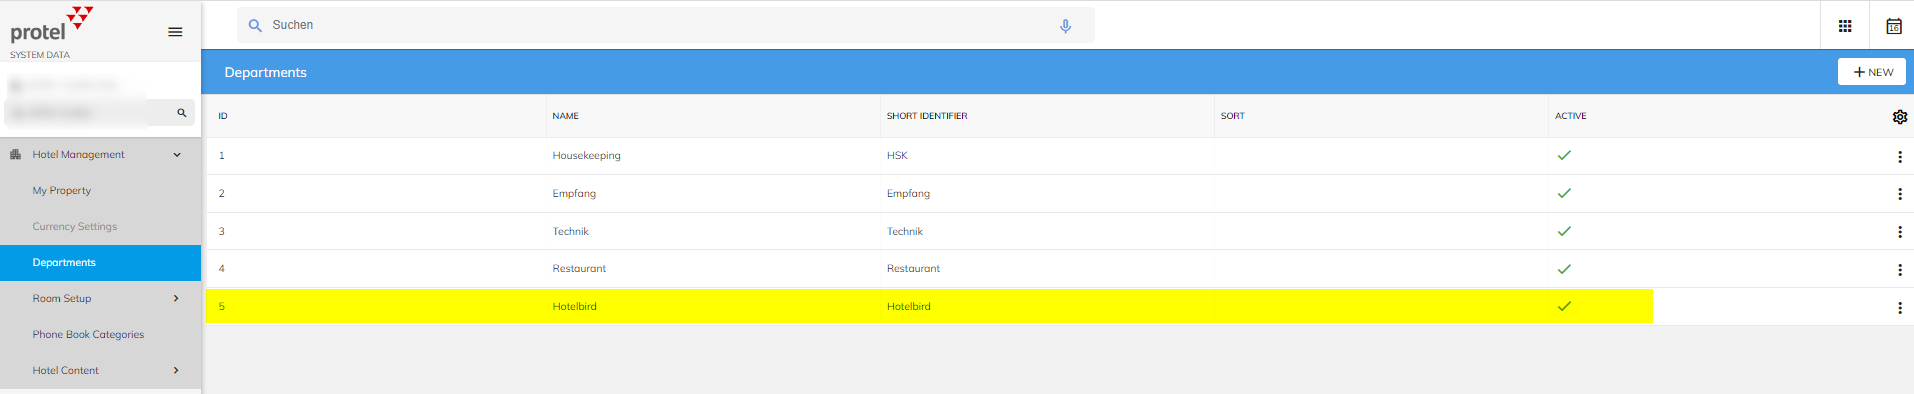 protel
SYSTEM DATA
Suchen
16
Departments
NEW
ID NAME SHORT IDENTIFIER SORT ACTIVE
1 Housekeeping HSK
2 Empfang Empfang
3 Technik Technik
4 Restaurant Restaurant
5 Hotelbird Hotelbird
Hotel Management
My Property
Currency Settings
Departments
Room Setup
Phone Book Categories
Hotel Content